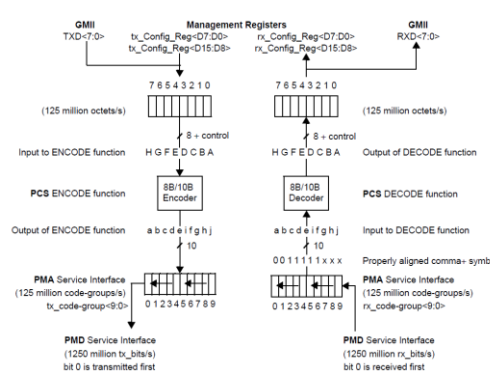 GMII Management Registers GMII
TXD<7:0> tx_Config_Reg<D7:D0> rx_Config_Reg<D7:D0> RXD<7:0>
tx_Config_Reg<D15:D8> rx_Config_Reg<D15:D8>
7 6 5 4 3 2 1 0 7 6 5 4 3 2 1 0
(125 million octets/s) (125 million octets/s)
8 + control 8 + control
Input to ENCODE function H G F E D C B A H G F E D C B A Output of DECODE function
PCS ENCODE function 8B/10B 8B/10B PCS DECODE function
Encoder Decoder
Output of ENCODE function a b c d e i f g h j a b c d e i f g h j Input to DECODE function
10 10
0 0 1 1 1 1 1 x x x Properly aligned comma+ symb
PMA Service Interface PMA Service Interface
(125 million code-groups/s) (125 million code-groups/s)
tx_code-group<9:0> 0 1 2 3 4 5 6 7 8 9 0 1 2 3 4 5 6 7 8 9 rx_code-group<9:0>
PMD Service Interface PMD Service Interface
(1250 million tx_bits/s) (1250 million rx_bits/s)
bit 0 is transmitted first bit 0 is received first